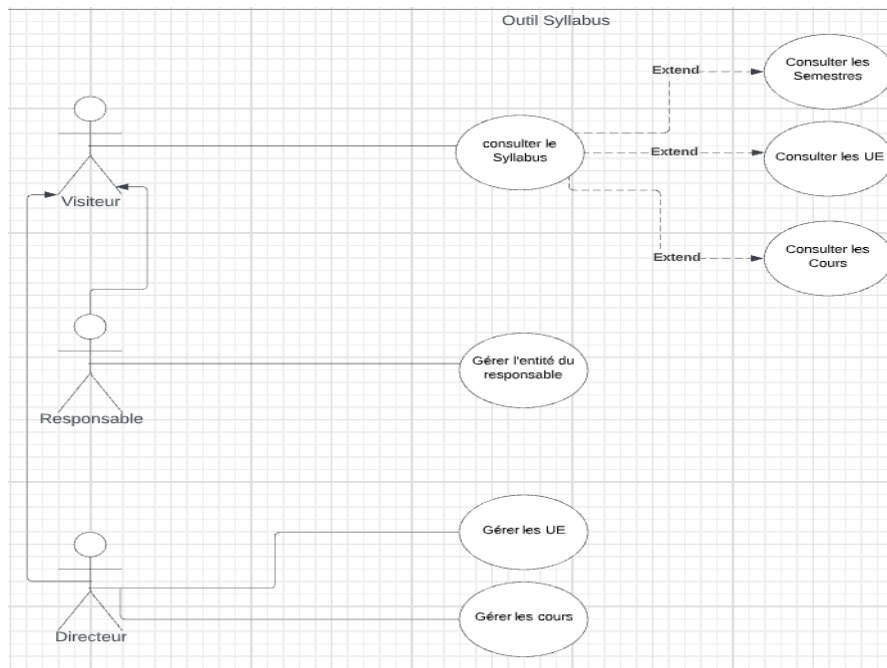 Outil Syllabus
Extend
Consulter les
Semestres
consulter le
Syllabus
Extend
Consulter les UE
Visiteur
Extend
Consulter les
Cours
Gérer l'entité du
responsable
Responsable
Gérer les UE
Gérer les cours
Directeur